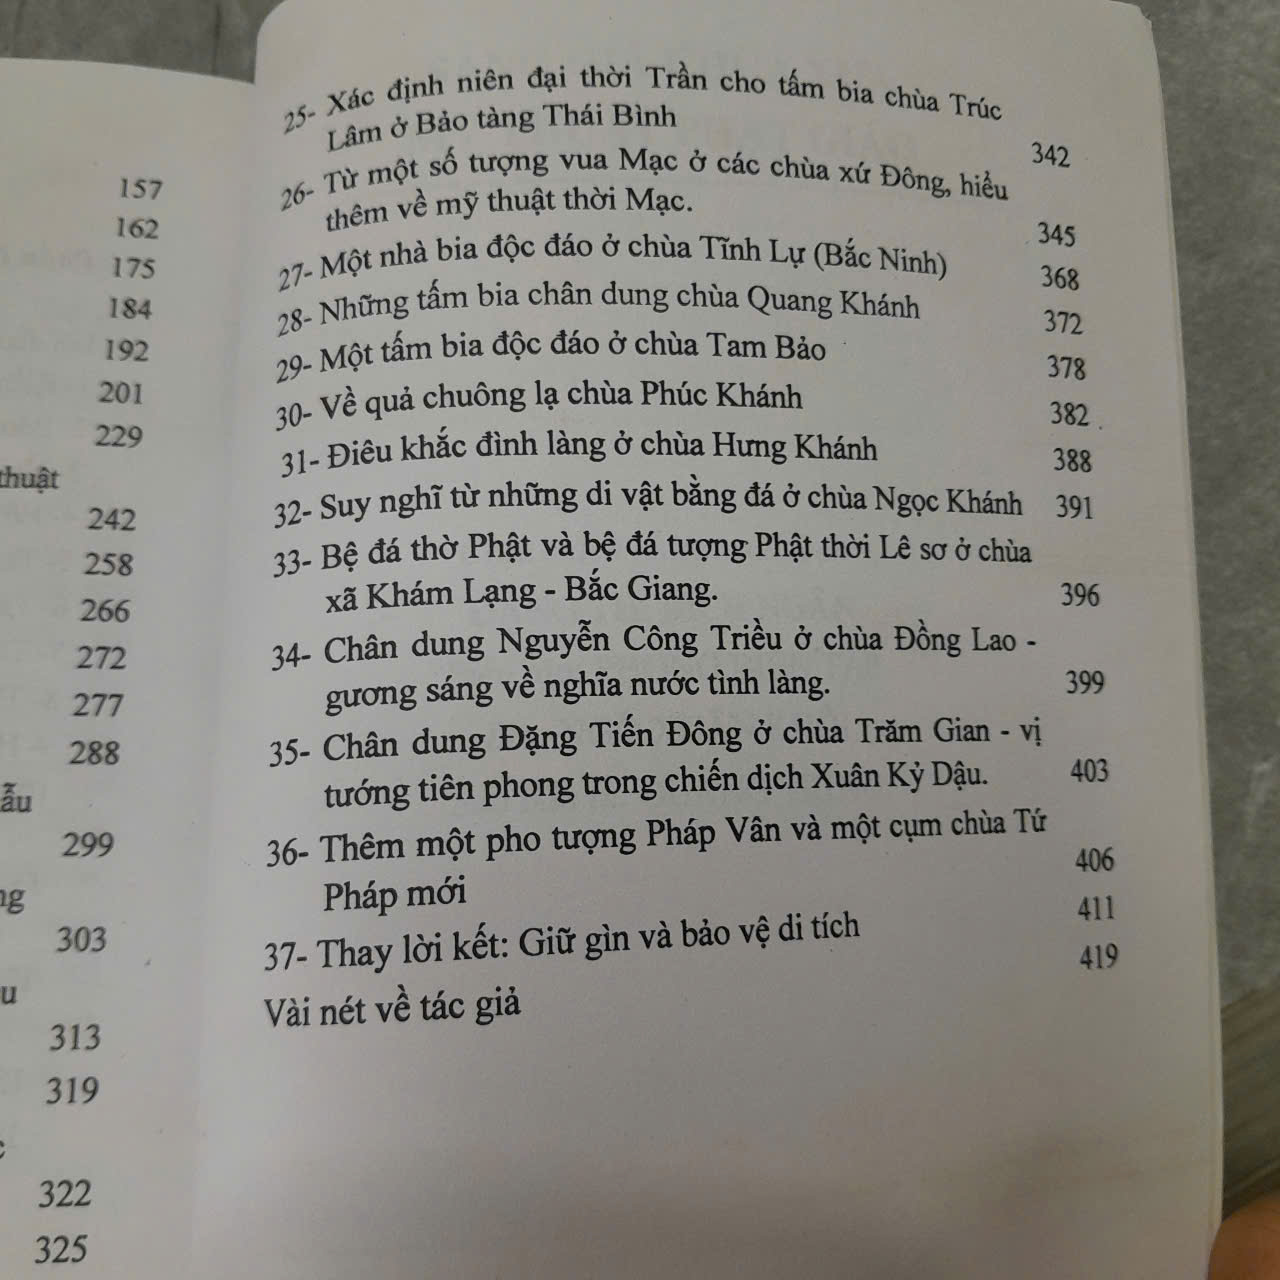 157
162
175
184
192
201
229
thuật
242
258
266
272
277
288
ẫu
299
ng
303
u
313
319
c
322
325
25- Xác định niên đại thời Trần cho tấm bia chùa Trúc
Lâm ở Bảo tàng Thái Bình 342
26- Từ một số tượng vua Mạc ở các chùa xứ Đông, hiểu
thêm về mỹ thuật thời Mạc. 345
27- Một nhà bia độc đáo ở chùa Tĩnh Lự (Bắc Ninh) 368
28- Những tấm bia chân dung chùa Quang Khánh 372
29- Một tấm bia độc đáo ở chùa Tam Bảo 378
30- Về quả chuông lạ chùa Phúc Khánh 382
31- Điêu khắc đình làng ở chùa Hưng Khánh 388
32- Suy nghĩ từ những di vật bằng đá ở chùa Ngọc Khánh 391
33- Bệ đá thờ Phật và bệ đá tượng Phật thời Lê sơ ở chùa
xã Khám Lạng - Bắc Giang. 396
34- Chân dung Nguyễn Công Triều ở chùa Đồng Lao -
gương sáng về nghĩa nước tình làng. 399
35- Chân dung Đặng Tiến Đông ở chùa Trăm Gian - vị
tướng tiên phong trong chiến dịch Xuân Kỷ Dậu. 403
36- Thêm một pho tượng Pháp Vân và một cụm chùa Tứ
Pháp mới 406
37- Thay lời kết: Giữ gìn và bảo vệ di tích 411
Vài nét về tác giả 419